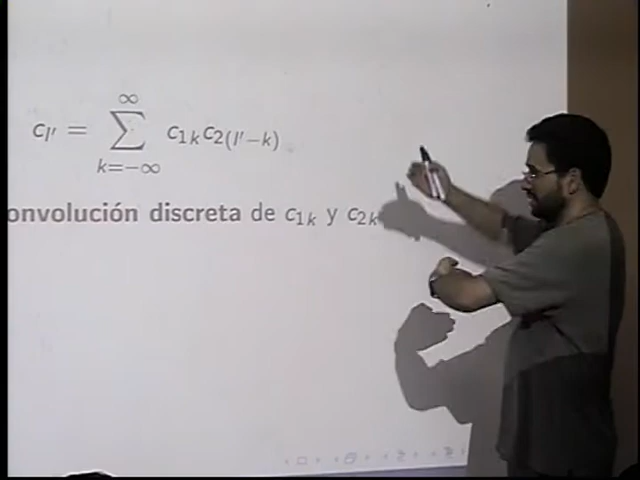 c_{l'} = \sum_{k=-\infty}^{\infty} c_{1k} c_{2(l'-k)}
onvolución discreta de c_{1k} y c_{2k}